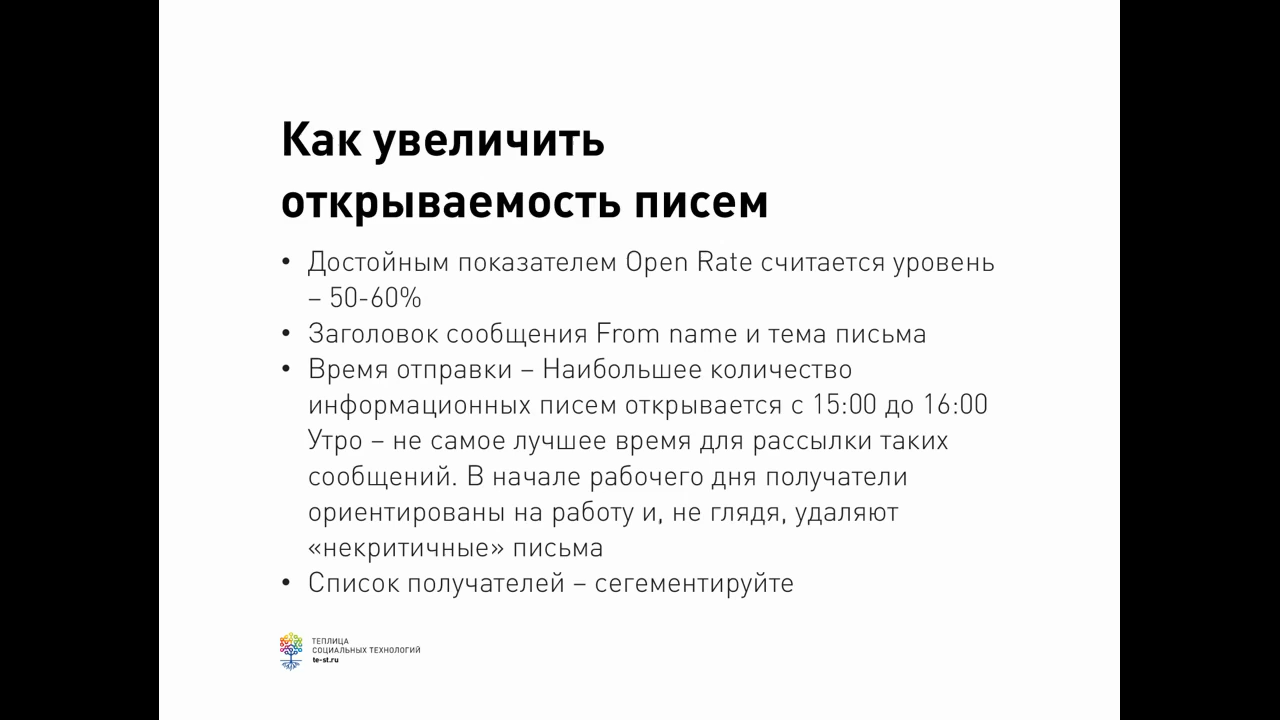 Как увеличить
открываемость писем
• Достойным показателем Open Rate считается уровень
– 50-60%
• Заголовок сообщения From name и тема письма
• Время отправки – Наибольшее количество
информационных писем открывается с 15:00 до 16:00
Утро – не самое лучшее время для рассылки таких
сообщений. В начале рабочего дня получатели
ориентированы на работу и, не глядя, удаляют
«некритичные» письма
• Список получателей – сегементируйте
ТЕПЛИЦА
СОЦИАЛЬНЫХ ТЕХНОЛОГИЙ
te-st.ru